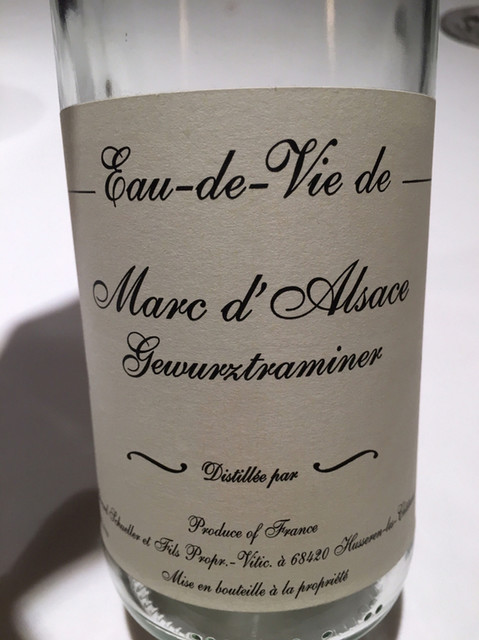 Eau-de-Vie de
Marc d'Alsace
Gewurztraminer
Distillée par
Produce of France
Schueller et Fils Propr.-Vitic. à 68420 Husseren-les-
Mise en bouteille à la propriété